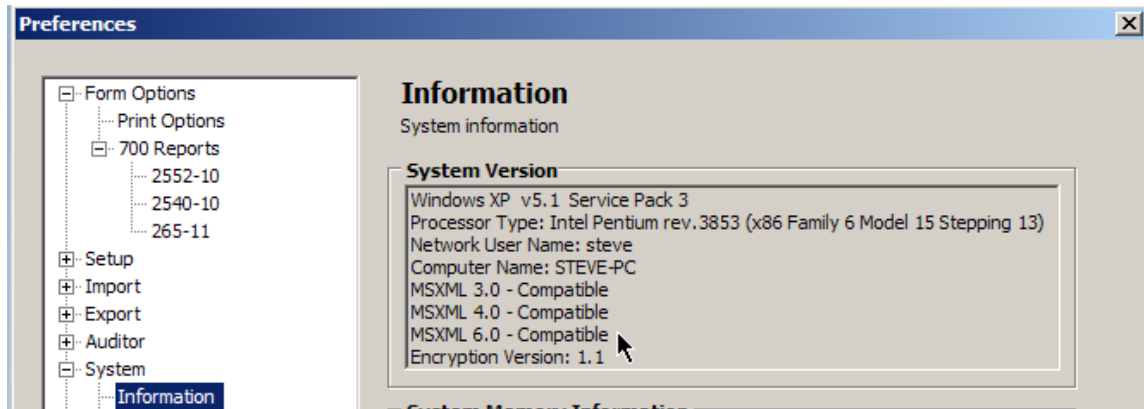 Preferences
Form Options
Print Options
700 Reports
2552-10
2540-10
265-11
Setup
Import
Export
Auditor
System
Information
Information
System information
System Version
Windows XP v5.1 Service Pack 3
Processor Type: Intel Pentium rev.3853 (x86 Family 6 Model 15 Stepping 13)
Network User Name: steve
Computer Name: STEVE-PC
MSXML 3.0 - Compatible
MSXML 4.0 - Compatible
MSXML 6.0 - Compatible
Encryption Version: 1.1
System Memory Information